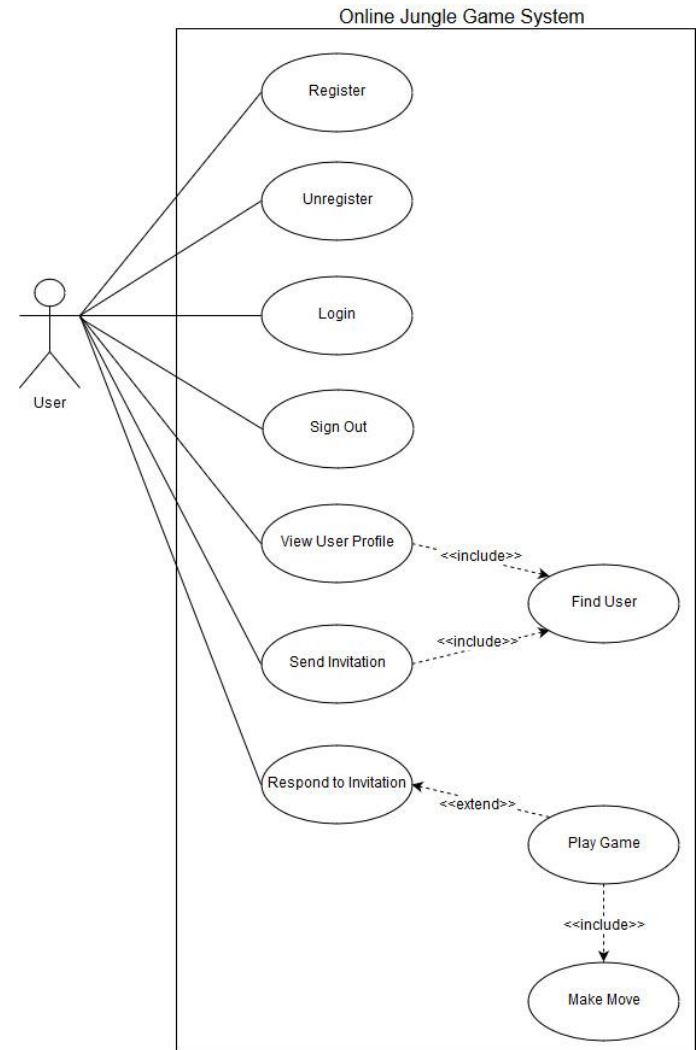 Online Jungle Game System
Register
Unregister
Login
User
Sign Out
View User Profile
<<include>>
Find User
<<include>>
Send Invitation
Respond to Invitation
<<extend>>
Play Game
<<include>>
Make Move